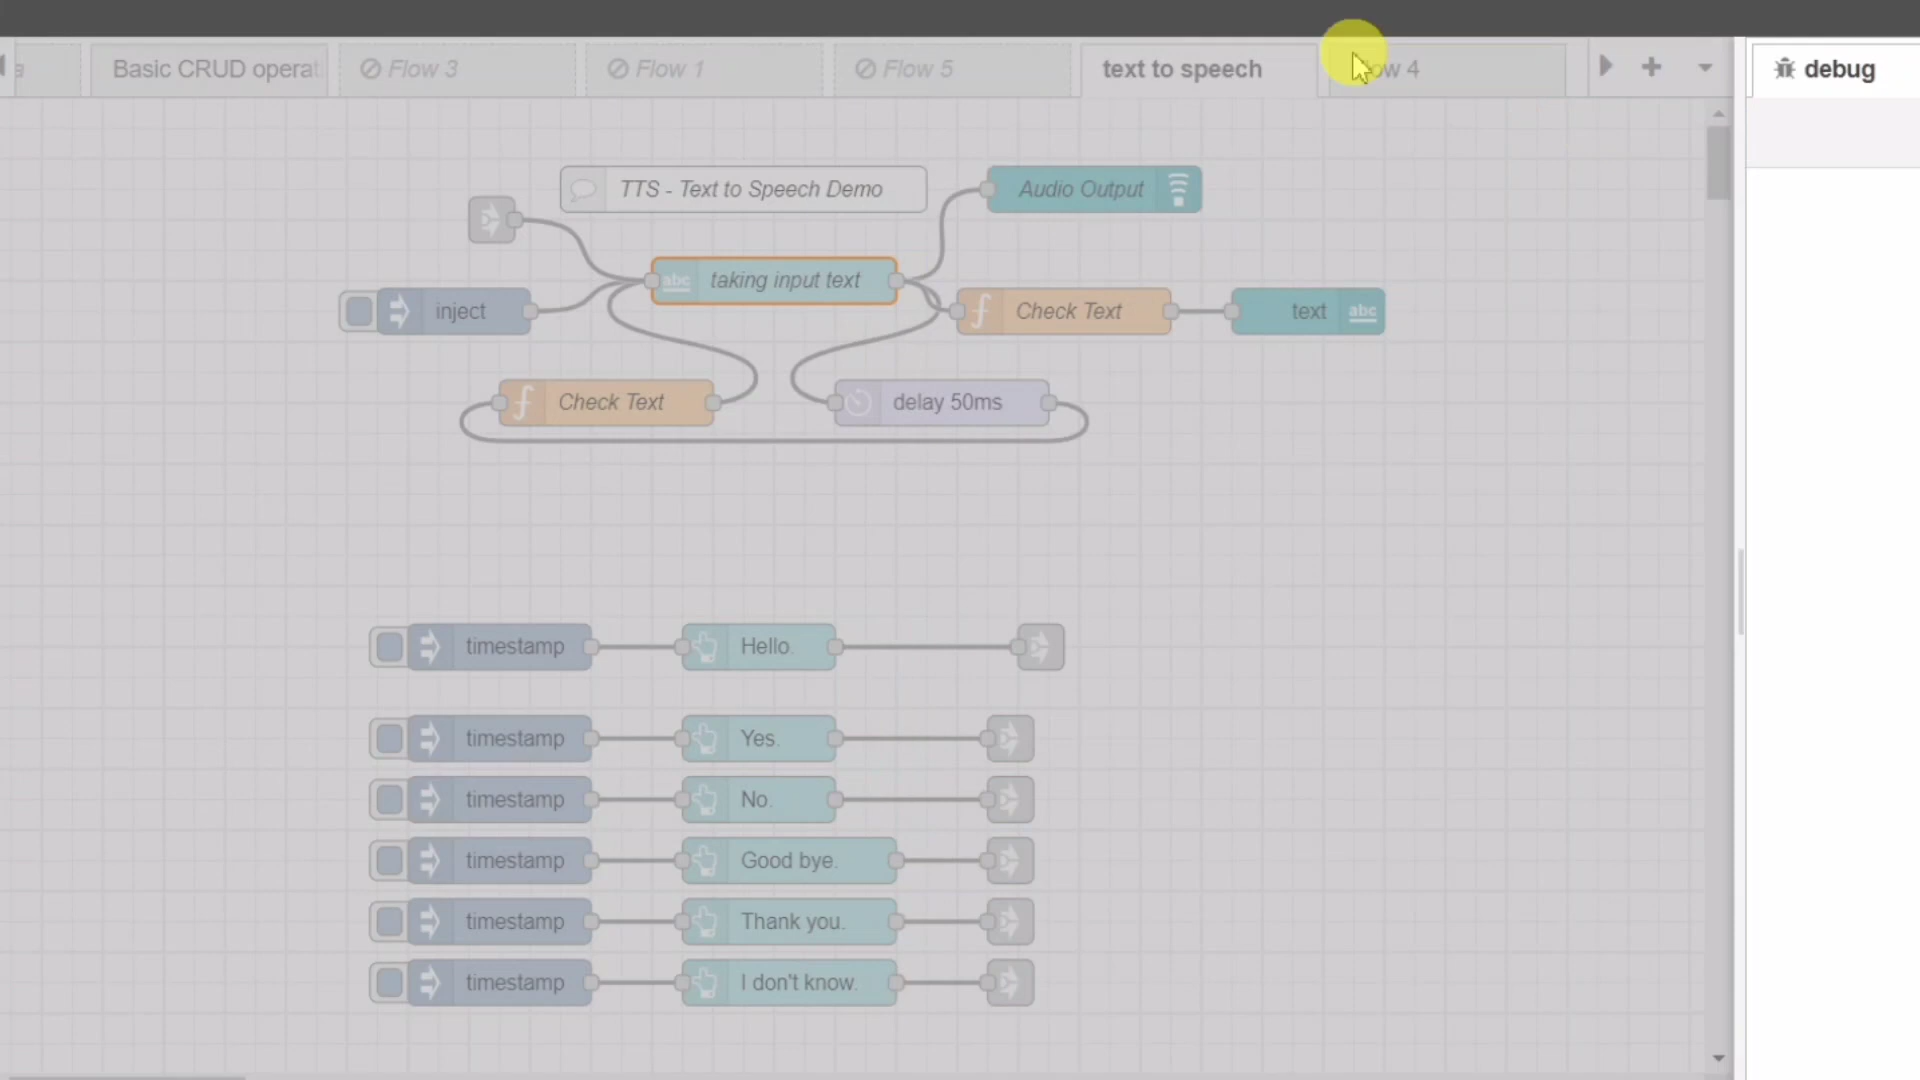 a
Basic CRUD operat
Flow 3
Flow 1
Flow 5
text to speech
ow 4
debug
TTS - Text to Speech Demo
Audio Output
abc taking input text
inject
Check Text
text abc
Check Text
delay 50ms
timestamp Hello.
timestamp Yes.
timestamp No.
timestamp Good bye.
timestamp Thank you.
timestamp I don't know.